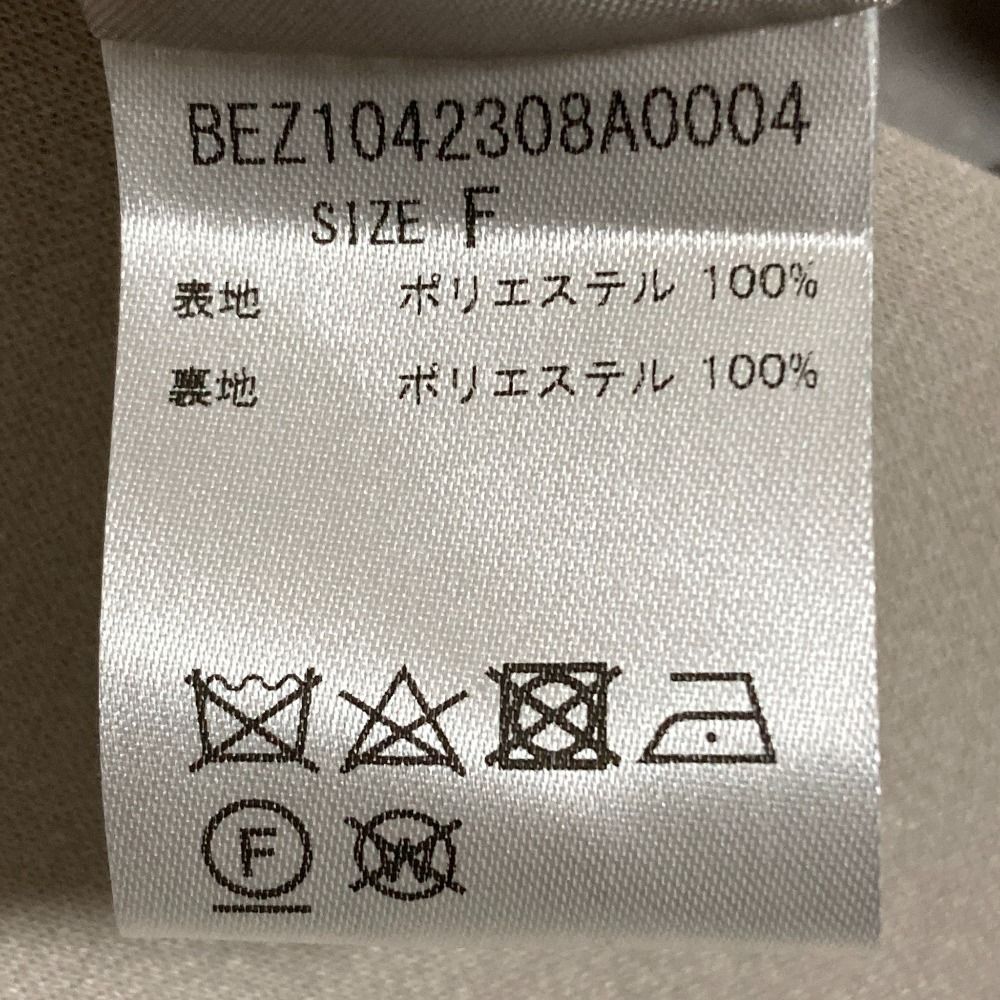 BEZ1042308A0004
SIZE F
表地 ポリエステル 100%
裏地 ポリエステル 100%
F W